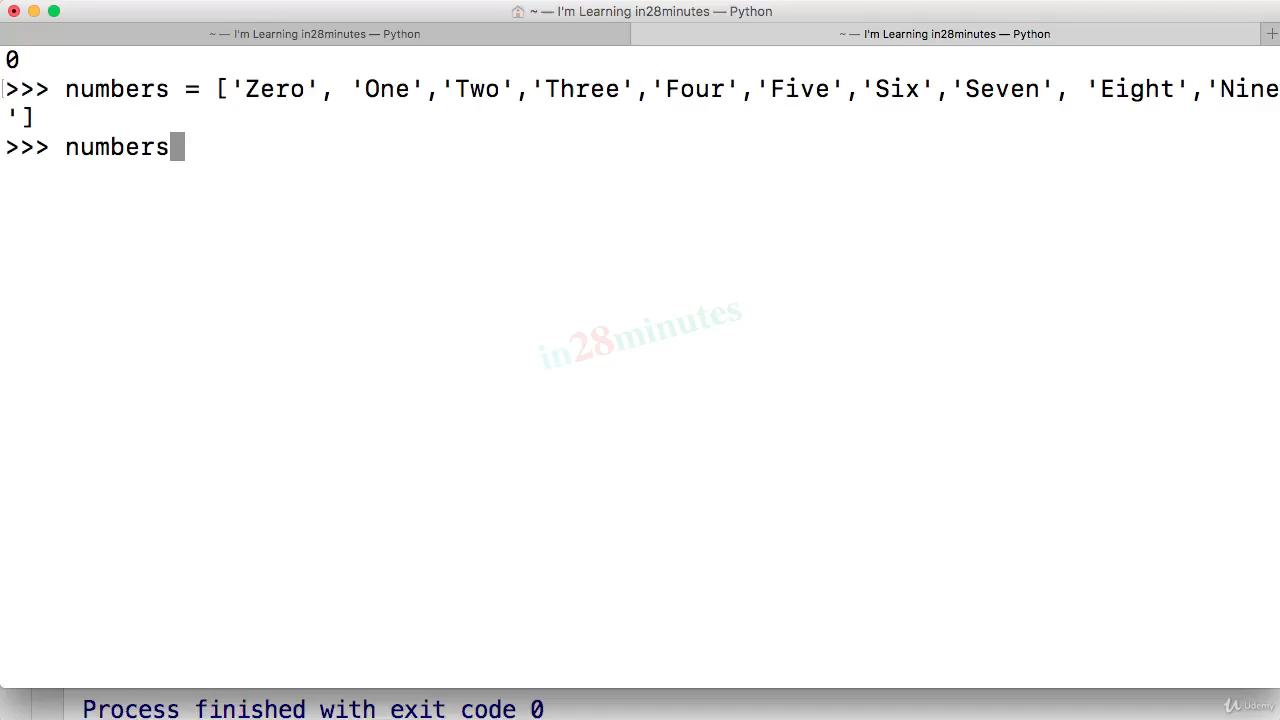 ~ — I'm Learning in28minutes — Python
~ — I'm Learning in28minutes — Python
~ — I'm Learning in28minutes — Python
0
>>> numbers = ['Zero', 'One','Two','Three','Four','Five','Six','Seven', 'Eight','Nine
']
>>> numbers
in28minutes
Process finished with exit code 0
Udemy